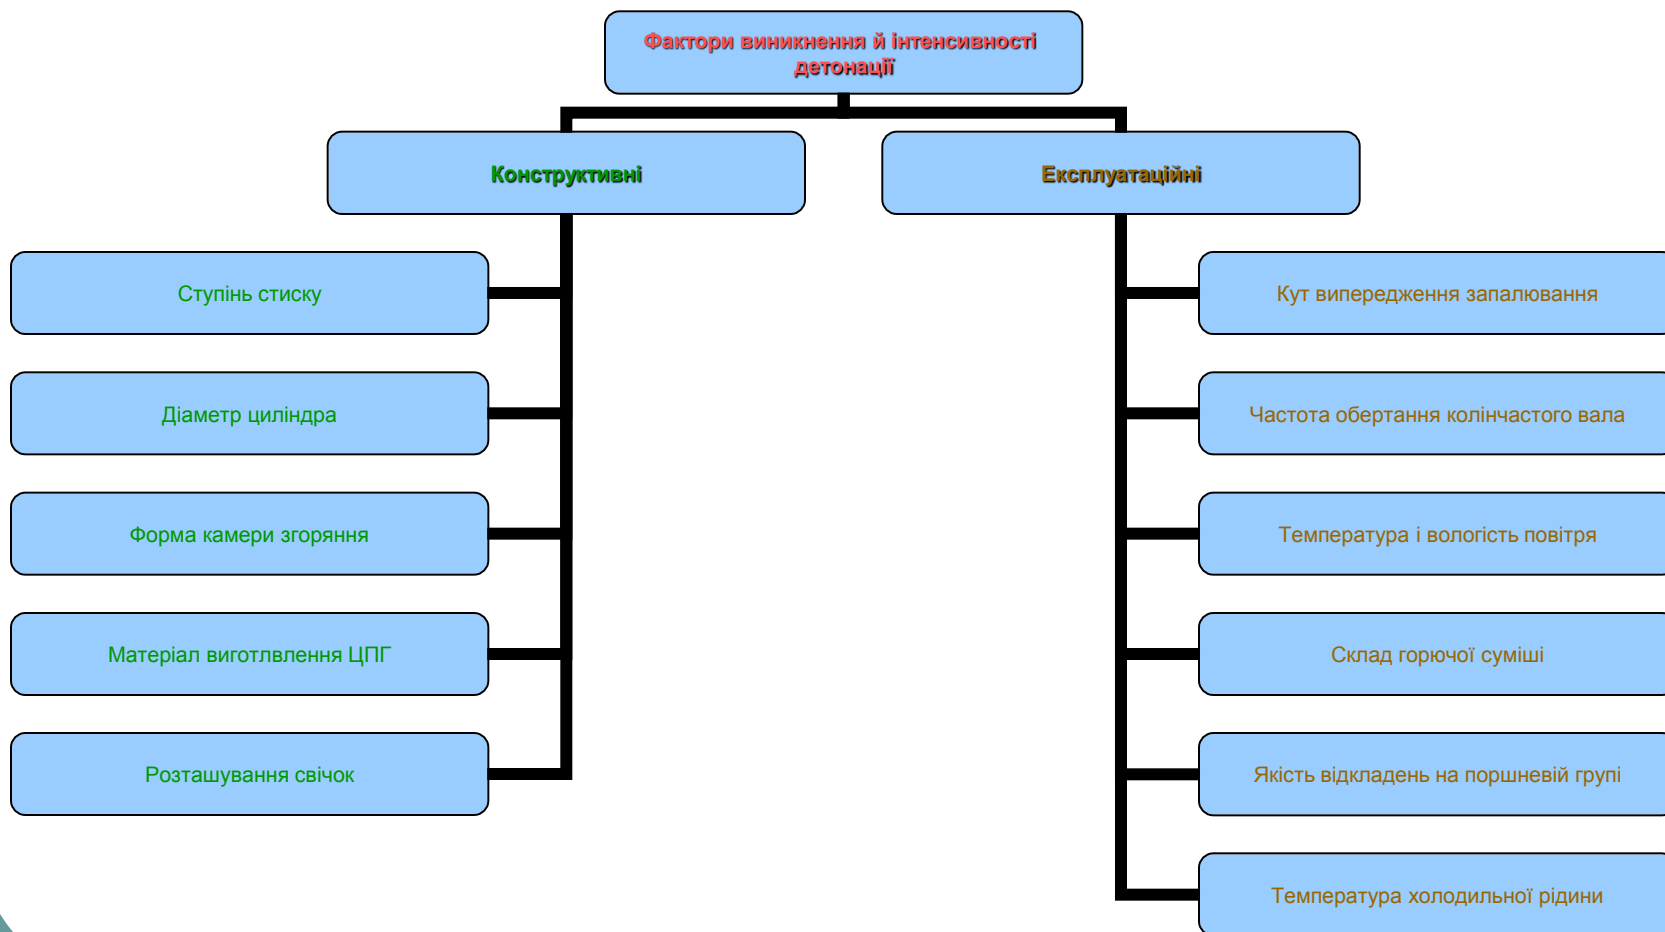 Фактори виникнення й інтенсивності
детонації
Конструктивні
Експлуатаційні
Ступінь стиску
Діаметр циліндра
Форма камери згоряння
Матеріал виготлвлення ЦПГ
Розташування свічок
Кут випередження запалювання
Частота обертання колінчастого вала
Температура і вологість повітря
Склад горючої суміші
Якість відкладень на поршневій групі
Температура холодильної рідини